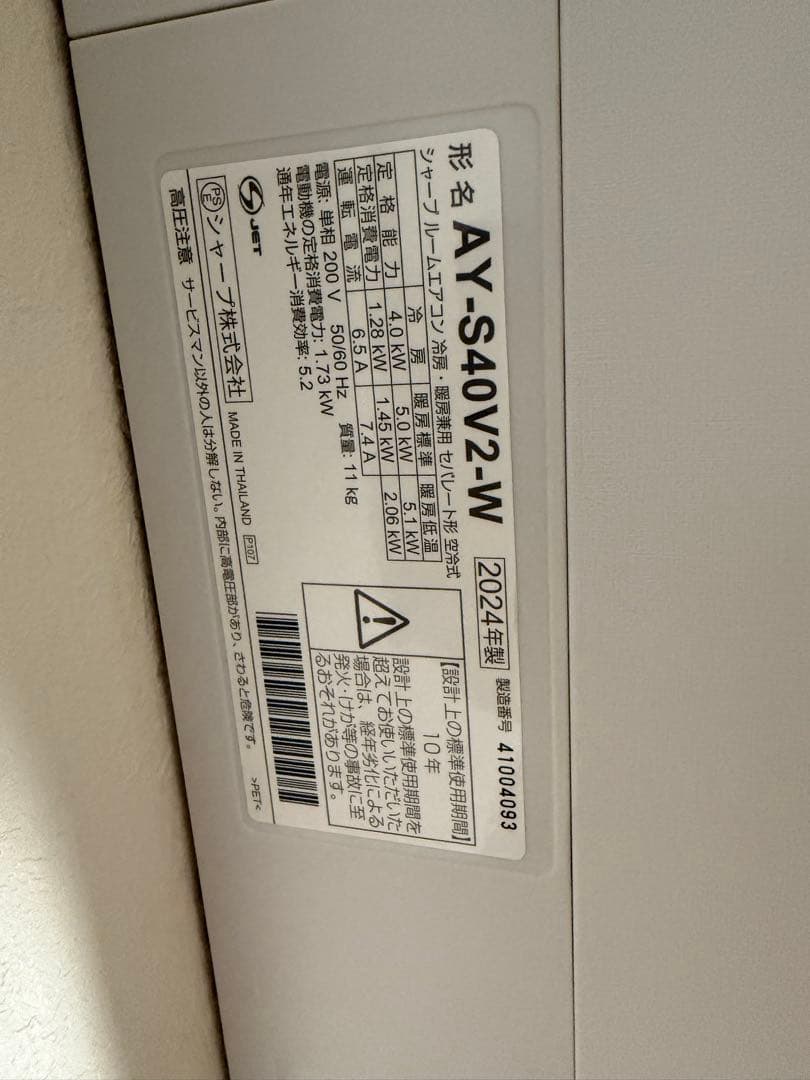 形名 AY-S40V2-W 2024年製 製造番号 41004093
シャープ ルームエアコン 冷房・暖房兼用 セパレート形 空冷式
冷房 暖房標準 暖房低温
定格能力 4.0 kW 5.0 kW 5.1 kW
定格消費電力 1.28 kW 1.45 kW 2.06 kW
運転電流 6.5 A 7.4 A
電源: 単相 200 V 50/60 Hz 質量: 11 kg
電動機の定格消費電力: 1.73 kW
通年エネルギー消費効率: 5.2
【設計上の標準使用期間】
10年
設計上の標準使用期間を
超えてお使いいただいた
場合は、経年劣化による
発火・けが等の事故に至
るおそれがあります。
S JET
PS E シャープ株式会社 MADE IN THAILAND P107
高圧注意 サービスマン以外の人は分解しない。内部に高電圧部があり、さわると危険です。 >PET<